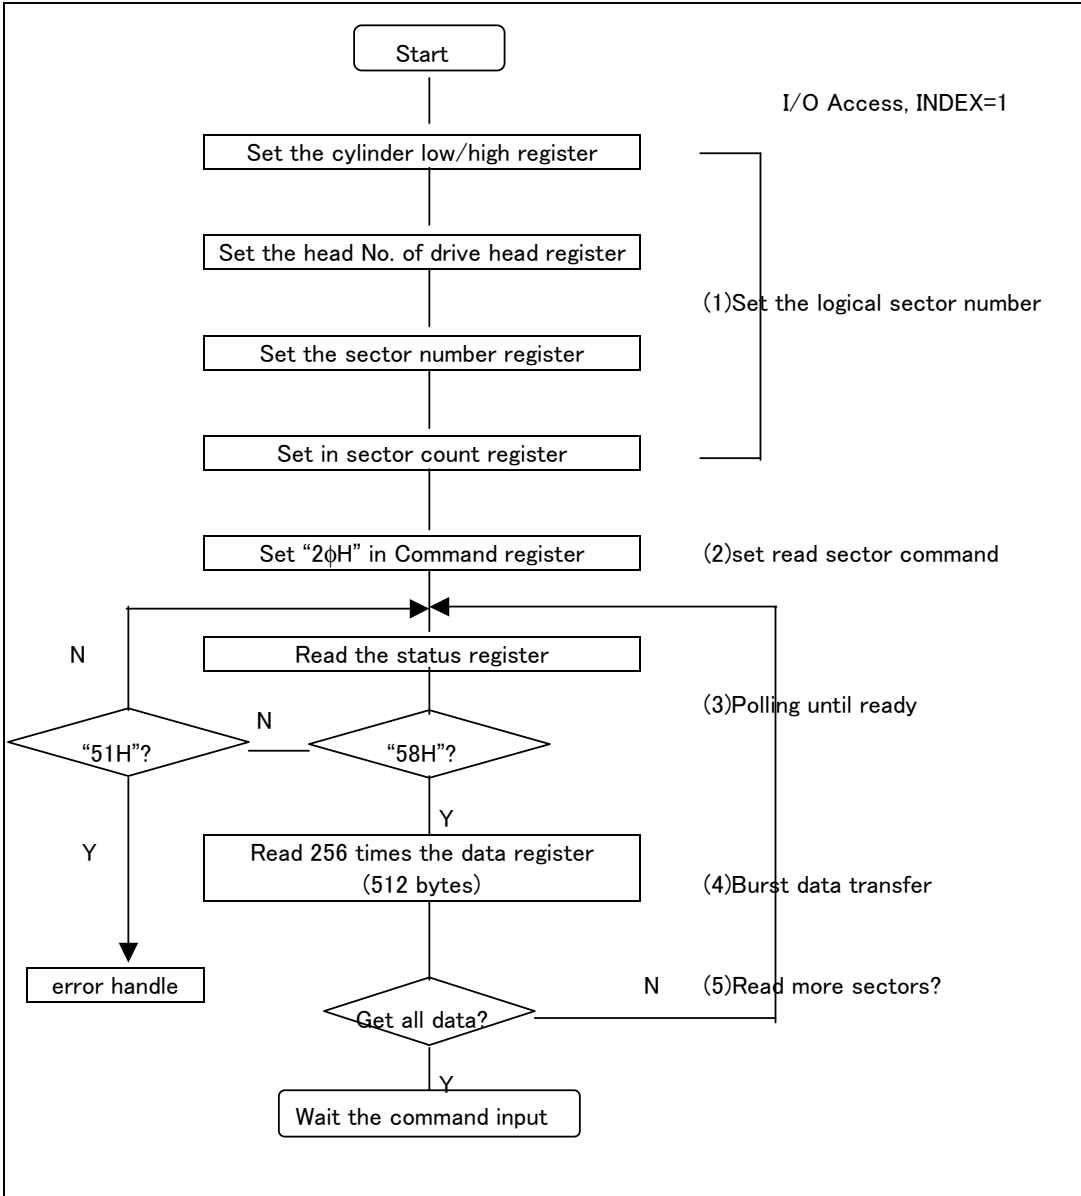 Start
I/O Access, INDEX=1
Set the cylinder low/high register
Set the head No. of drive head register
(1)Set the logical sector number
Set the sector number register
Set in sector count register
Set “2ϕH” in Command register
(2)set read sector command
N
Read the status register
(3)Polling until ready
N
“51H”?
“58H”?
Y
Y
Read 256 times the data register
(512 bytes)
(4)Burst data transfer
error handle
N
(5)Read more sectors?
Get all data?
Y
Wait the command input